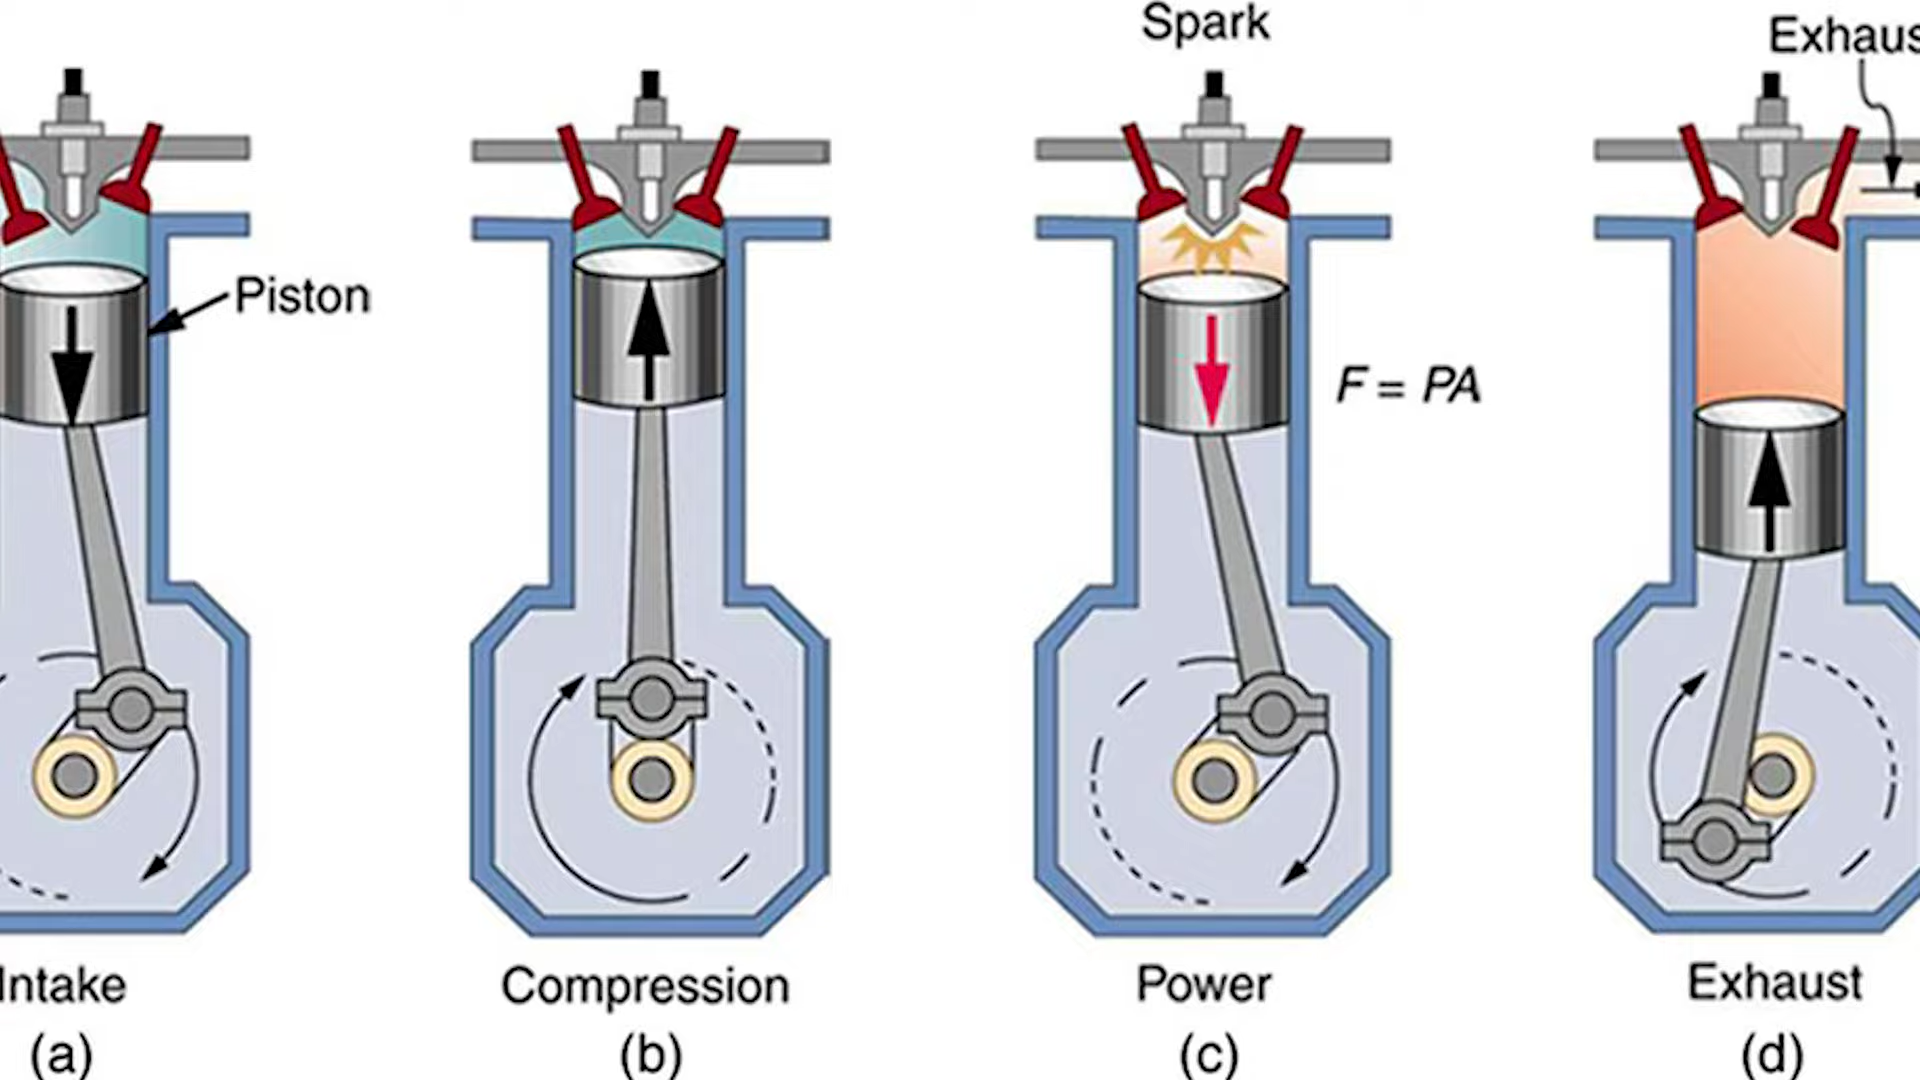 Spark
Exhaus
Piston
F = PA
Intake
Compression
Power
Exhaust
(a)
(b)
(c)
(d)